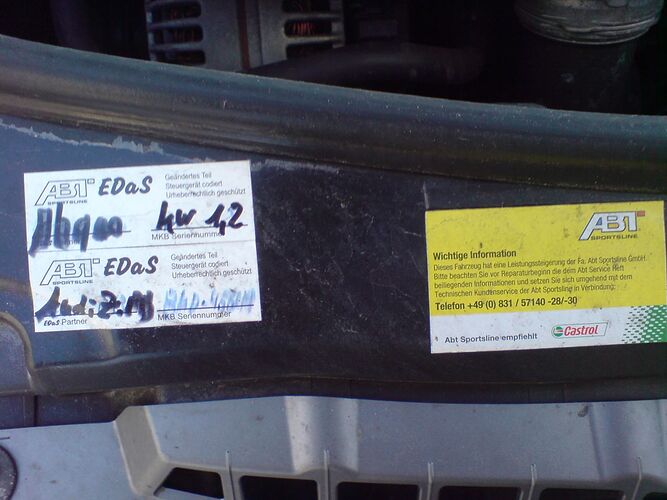 ABT
SPORTSLINE
EDaS
Geändertes Teil
Steuergerät codiert
Urheberrechtlich geschützt
kW 1,2
MKB Seriennummer
ABT
SPORTSLINE
EDaS
Geändertes Teil
Steuergerät codiert
Urheberrechtlich geschützt
EDaS Partner
MKB Seriennummer
ABT
SPORTSLINE
Wichtige Information
Dieses Fahrzeug hat eine Leistungssteigerung der Fa. Abt Sportsline GmbH.
Bitte beachten Sie vor Reparaturbeginn die dem Abt Service Heft
beiliegenden Informationen und setzen Sie sich umgehend mit dem
Technischen Kundenservice der Abt Sportsline in Verbindung;
Telefon +49 (0) 831 / 57140 -28/-30
Abt Sportsline empfiehlt
Castrol